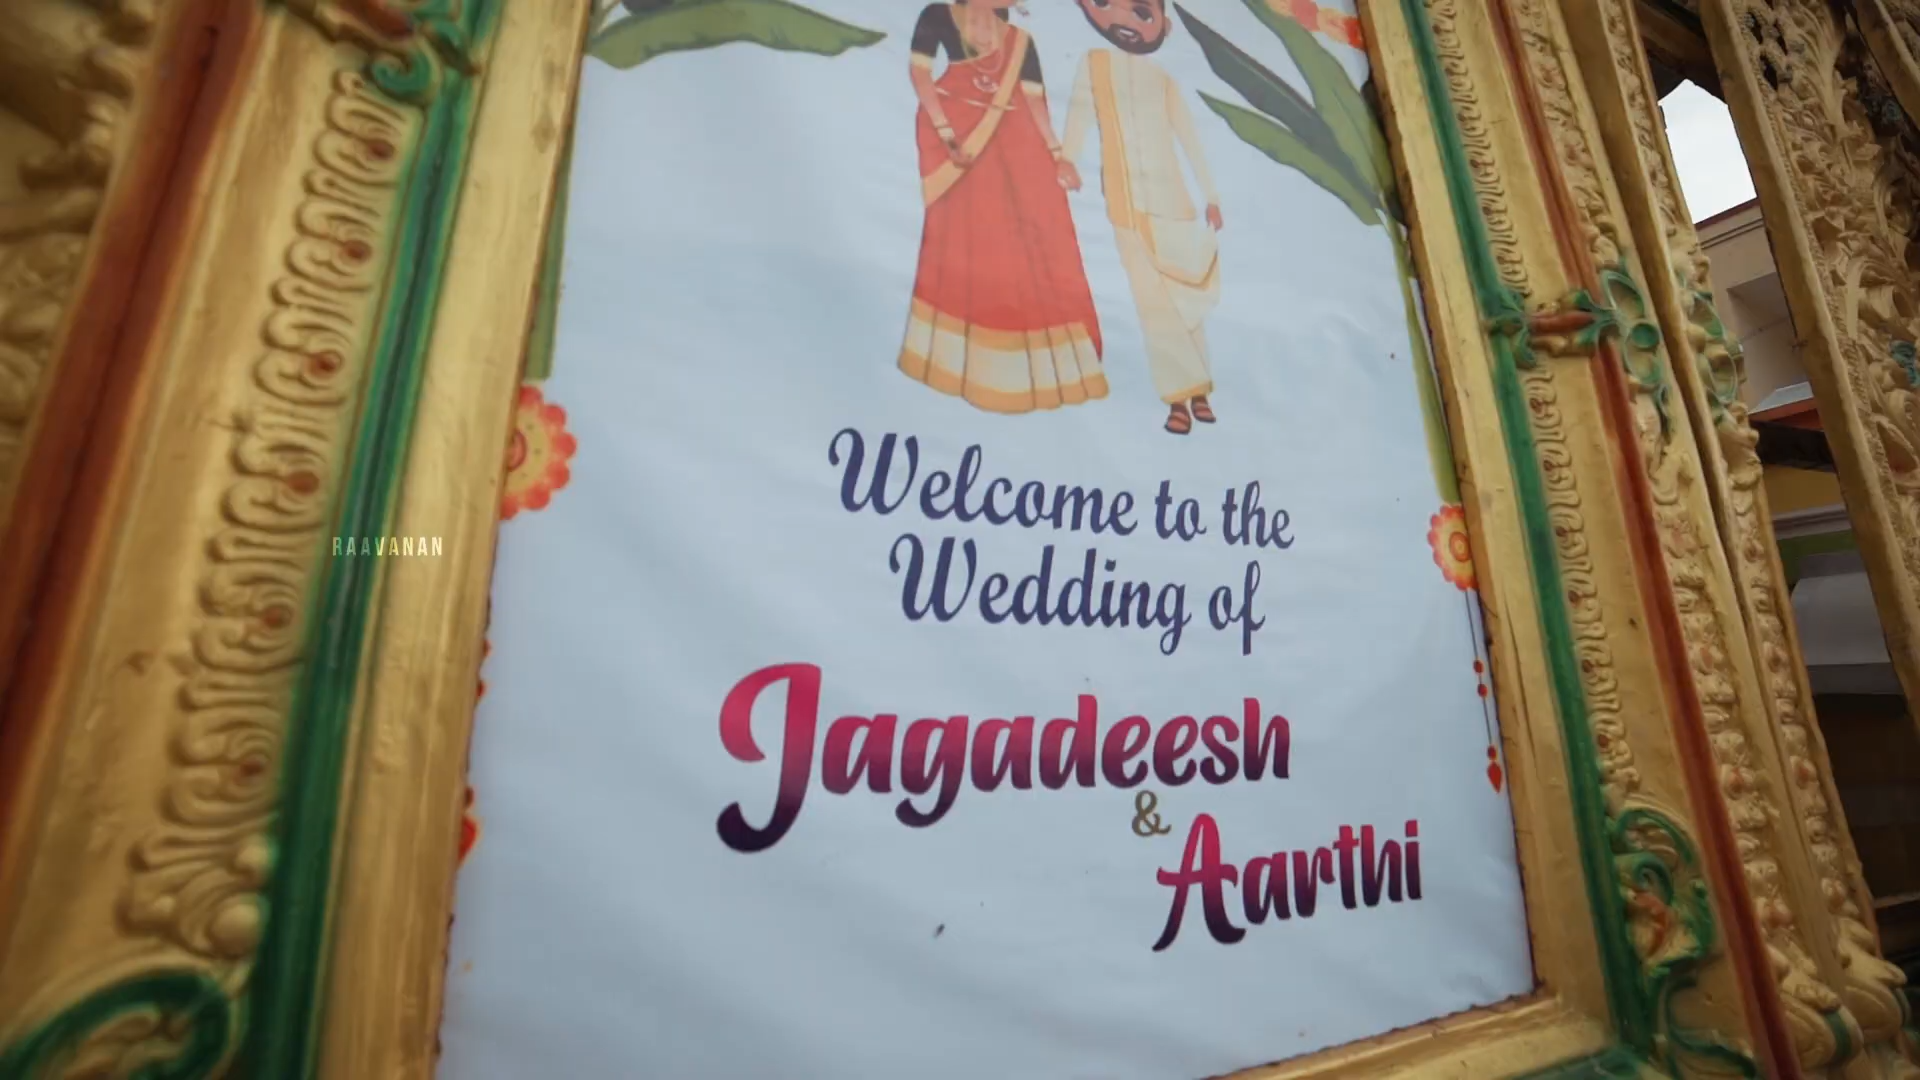 Welcome to the
Wedding of
Jagadeesh
&
Aarthi
RAAVANAN